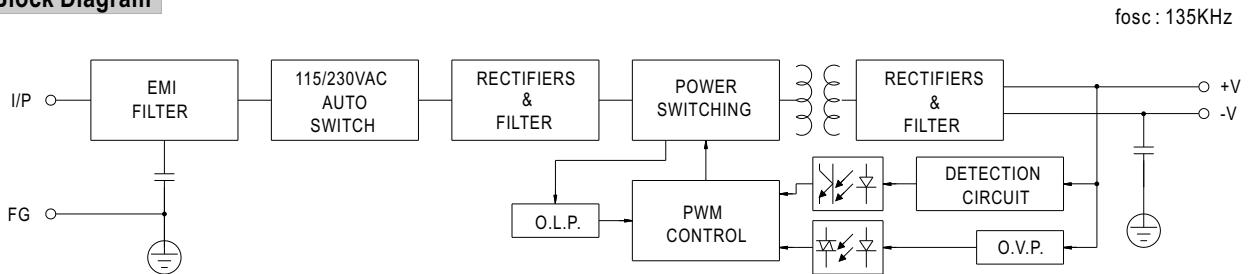 Block Diagram
fosc : 135KHz
I/P
EMI
FILTER
115/230VAC
AUTO
SWITCH
RECTIFIERS
&
FILTER
POWER
SWITCHING
RECTIFIERS
&
FILTER
+V
-V
FG
O.L.P.
PWM
CONTROL
DETECTION
CIRCUIT
O.V.P.